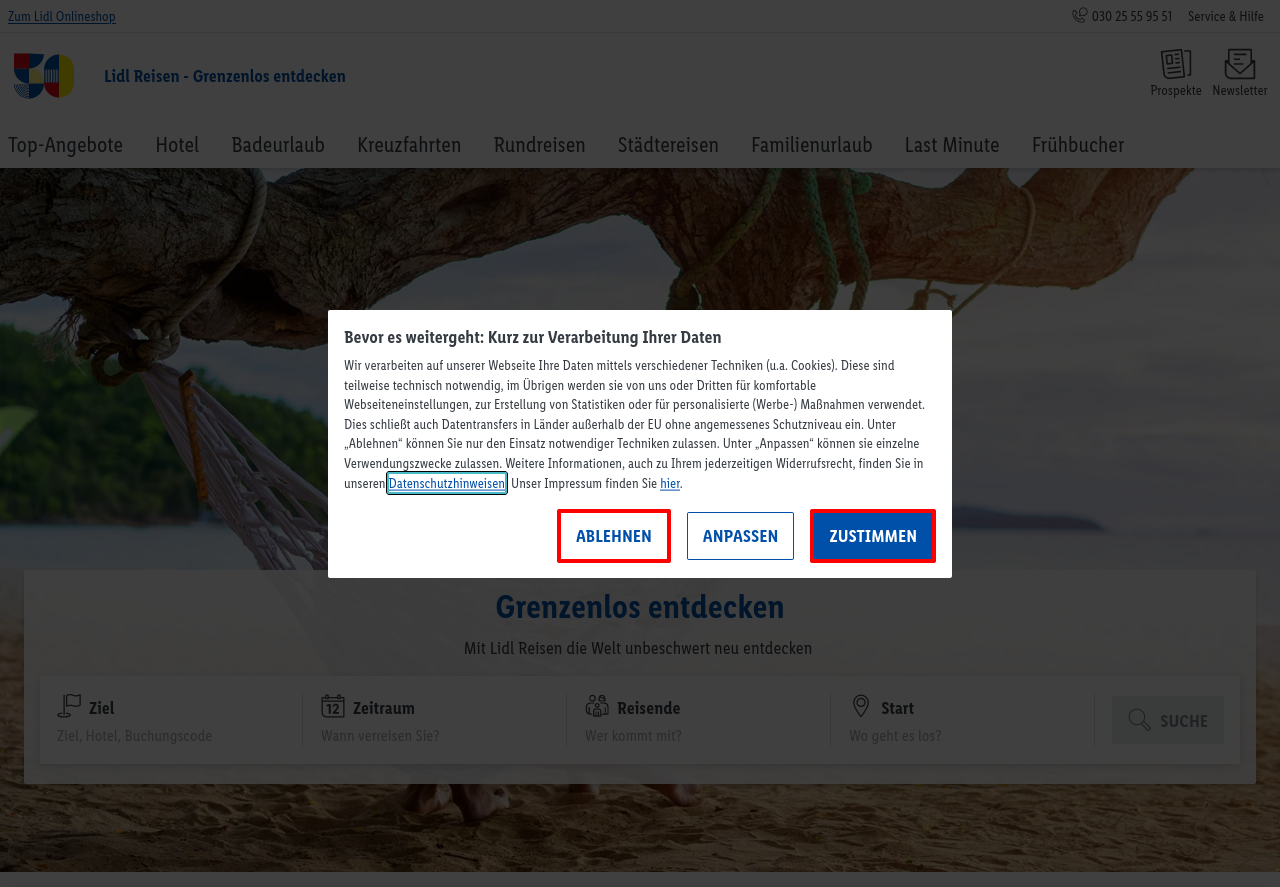 Zum Lidl Onlineshop
030 25 55 95 51
Service & Hilfe
Lidl Reisen - Grenzenlos entdecken
Prospekte
Newsletter
Top-Angebote
Hotel
Badeurlaub
Kreuzfahrten
Rundreisen
Städtereisen
Familienurlaub
Last Minute
Frühbucher
Bevor es weitergeht: Kurz zur Verarbeitung Ihrer Daten
Wir verarbeiten auf unserer Webseite Ihre Daten mittels verschiedener Techniken (u.a. Cookies). Diese sind
teilweise technisch notwendig, im Übrigen werden sie von uns oder Dritten für komfortable
Webseiteneinstellungen, zur Erstellung von Statistiken oder für personalisierte (Werbe-) Maßnahmen verwendet.
Dies schließt auch Datentransfers in Länder außerhalb der EU ohne angemessenes Schutzniveau ein. Unter
„Ablehnen“ können Sie nur den Einsatz notwendiger Techniken zulassen. Unter „Anpassen“ können sie einzelne
Verwendungszwecke zulassen. Weitere Informationen, auch zu Ihrem jederzeitigen Widerrufsrecht, finden Sie in
unseren Datenschutzhinweisen. Unser Impressum finden Sie hier.
ABLEHNEN
ANPASSEN
ZUSTIMMEN
Grenzenlos entdecken
Mit Lidl Reisen die Welt unbeschwert neu entdecken
Ziel
Ziel, Hotel, Buchungscode
12
Zeitraum
Wann verreisen Sie?
Reisende
Wer kommt mit?
Start
Wo geht es los?
SUCHE